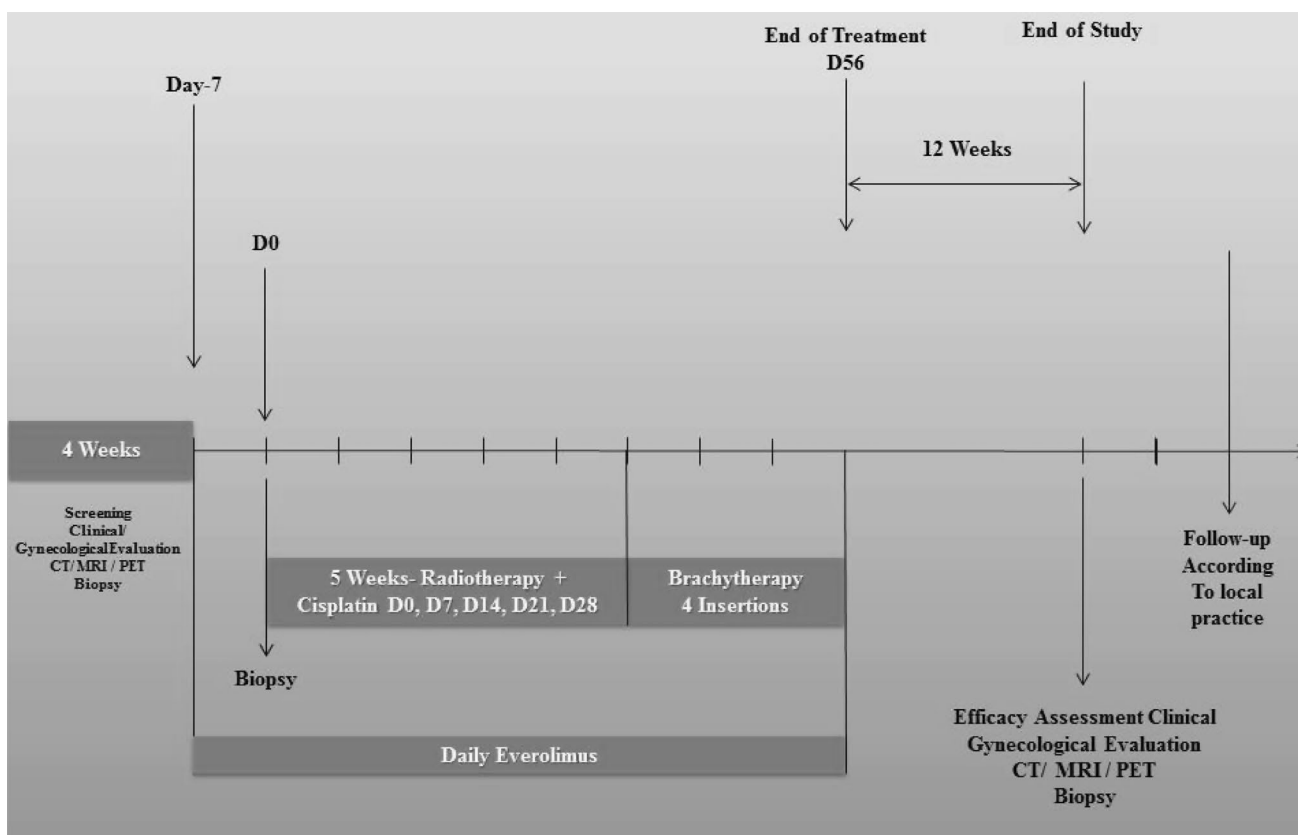 End of Treatment
D56
End of Study
Day-7
12 Weeks
D0
4 Weeks
Screening
Clinical/
GynecologicalEvaluation
CT/ MRI / PET
Biopsy
5 Weeks- Radiotherapy +
Cisplatin D0, D7, D14, D21, D28
Brachytherapy
4 Insertions
Follow-up
According
To local
practice
Biopsy
Daily Everolimus
Efficacy Assessment Clinical
Gynecological Evaluation
CT/ MRI / PET
Biopsy